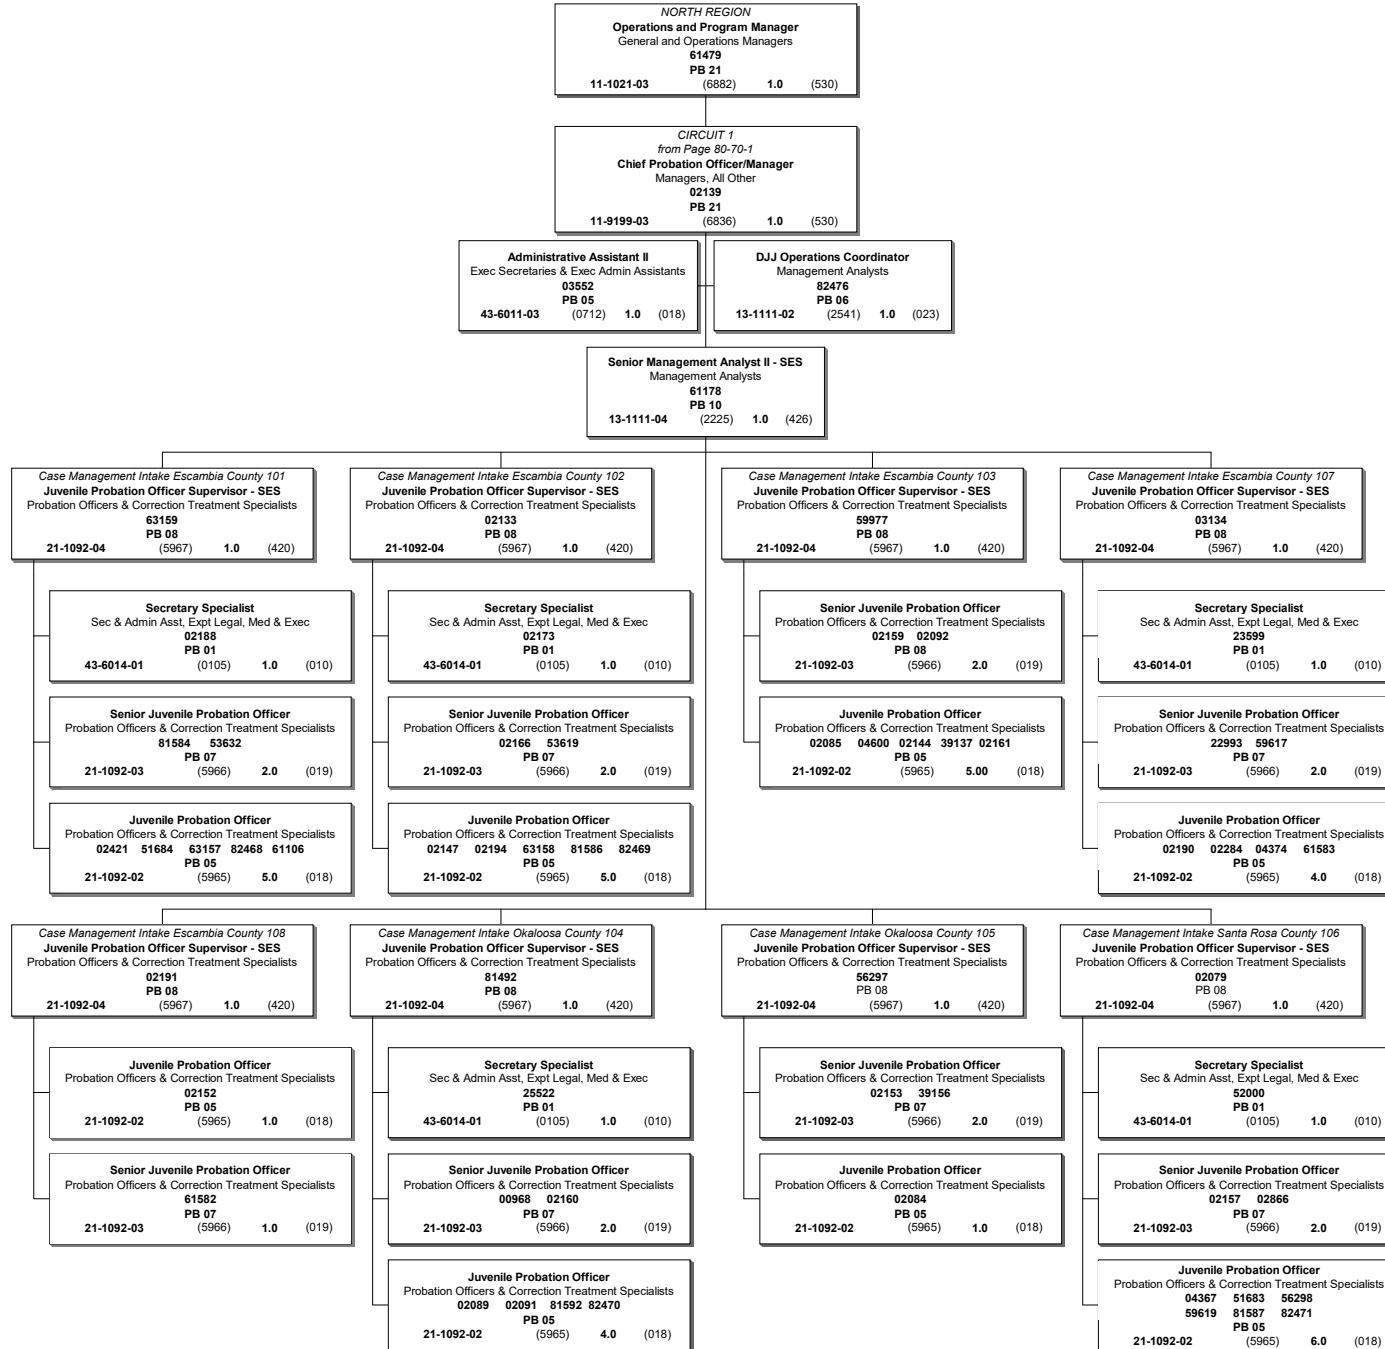 NORTH REGION
Operations and Program Manager
General and Operations Managers
61479
PB 21
11-1021-03 (6882) 1.0 (530)
CIRCUIT 1
from Page 80-70-1
Chief Probation Officer/Manager
Managers, All Other
02139
PB 21
11-9199-03 (6836) 1.0 (530)
Administrative Assistant II
Exec Secretaries & Exec Admin Assistants
03552
PB 05
43-6011-03 (0712) 1.0 (018)
DJJ Operations Coordinator
Management Analysts
82476
PB 06
13-1111-02 (2541) 1.0 (023)
Senior Management Analyst II - SES
Management Analysts
61178
PB 10
13-1111-04 (2225) 1.0 (426)
Case Management Intake Escambia County 101
Juvenile Probation Officer Supervisor - SES
Probation Officers & Correction Treatment Specialists
63159
PB 08
21-1092-04 (5967) 1.0 (420)
Secretary Specialist
Sec & Admin Asst, Expt Legal, Med & Exec
02188
PB 01
43-6014-01 (0105) 1.0 (010)
Senior Juvenile Probation Officer
Probation Officers & Correction Treatment Specialists
81584 53632
PB 07
21-1092-03 (5966) 2.0 (019)
Juvenile Probation Officer
Probation Officers & Correction Treatment Specialists
02421 51684 63157 82468 61106
PB 05
21-1092-02 (5965) 5.0 (018)
Case Management Intake Escambia County 102
Juvenile Probation Officer Supervisor - SES
Probation Officers & Correction Treatment Specialists
02133
PB 08
21-1092-04 (5967) 1.0 (420)
Secretary Specialist
Sec & Admin Asst, Expt Legal, Med & Exec
02173
PB 01
43-6014-01 (0105) 1.0 (010)
Senior Juvenile Probation Officer
Probation Officers & Correction Treatment Specialists
02166 53619
PB 07
21-1092-03 (5966) 2.0 (019)
Juvenile Probation Officer
Probation Officers & Correction Treatment Specialists
02147 02194 63158 81586 82469
PB 05
21-1092-02 (5965) 5.0 (018)
Case Management Intake Escambia County 103
Juvenile Probation Officer Supervisor - SES
Probation Officers & Correction Treatment Specialists
59977
PB 08
21-1092-04 (5967) 1.0 (420)
Senior Juvenile Probation Officer
Probation Officers & Correction Treatment Specialists
02159 02092
PB 08
21-1092-03 (5966) 2.0 (019)
Juvenile Probation Officer
Probation Officers & Correction Treatment Specialists
02085 04600 02144 39137 02161
PB 05
21-1092-02 (5965) 5.00 (018)
Case Management Intake Escambia County 107
Juvenile Probation Officer Supervisor - SES
Probation Officers & Correction Treatment Specialists
03134
PB 08
21-1092-04 (5967) 1.0 (420)
Secretary Specialist
Sec & Admin Asst, Expt Legal, Med & Exec
23599
PB 01
43-6014-01 (0105) 1.0 (010)
Senior Juvenile Probation Officer
Probation Officers & Correction Treatment Specialists
22993 59617
PB 07
21-1092-03 (5966) 2.0 (019)
Juvenile Probation Officer
Probation Officers & Correction Treatment Specialists
02190 02284 04374 61583
PB 05
21-1092-02 (5965) 4.0 (018)
Case Management Intake Escambia County 108
Juvenile Probation Officer Supervisor - SES
Probation Officers & Correction Treatment Specialists
02191
PB 08
21-1092-04 (5967) 1.0 (420)
Juvenile Probation Officer
Probation Officers & Correction Treatment Specialists
02152
PB 05
21-1092-02 (5965) 1.0 (018)
Senior Juvenile Probation Officer
Probation Officers & Correction Treatment Specialists
61582
PB 07
21-1092-03 (5966) 1.0 (019)
Case Management Intake Okaloosa County 104
Juvenile Probation Officer Supervisor - SES
Probation Officers & Correction Treatment Specialists
81492
PB 08
21-1092-04 (5967) 1.0 (420)
Secretary Specialist
Sec & Admin Asst, Expt Legal, Med & Exec
25522
PB 01
43-6014-01 (0105) 1.0 (010)
Senior Juvenile Probation Officer
Probation Officers & Correction Treatment Specialists
00968 02160
PB 07
21-1092-03 (5966) 2.0 (019)
Juvenile Probation Officer
Probation Officers & Correction Treatment Specialists
02089 02091 81592 82470
PB 05
21-1092-02 (5965) 4.0 (018)
Case Management Intake Okaloosa County 105
Juvenile Probation Officer Supervisor - SES
Probation Officers & Correction Treatment Specialists
56297
PB 08
21-1092-04 (5967) 1.0 (420)
Senior Juvenile Probation Officer
Probation Officers & Correction Treatment Specialists
02153 39156
PB 07
21-1092-03 (5966) 2.0 (019)
Juvenile Probation Officer
Probation Officers & Correction Treatment Specialists
02084
PB 05
21-1092-02 (5965) 1.0 (018)
Case Management Intake Santa Rosa County 106
Juvenile Probation Officer Supervisor - SES
Probation Officers & Correction Treatment Specialists
02079
PB 08
21-1092-04 (5967) 1.0 (420)
Secretary Specialist
Sec & Admin Asst, Expt Legal, Med & Exec
52000
PB 01
43-6014-01 (0105) 1.0 (010)
Senior Juvenile Probation Officer
Probation Officers & Correction Treatment Specialists
02157 02866
PB 07
21-1092-03 (5966) 2.0 (019)
Juvenile Probation Officer
Probation Officers & Correction Treatment Specialists
04367 51683 56298
59619 81587 82471
PB 05
21-1092-02 (5965) 6.0 (018)